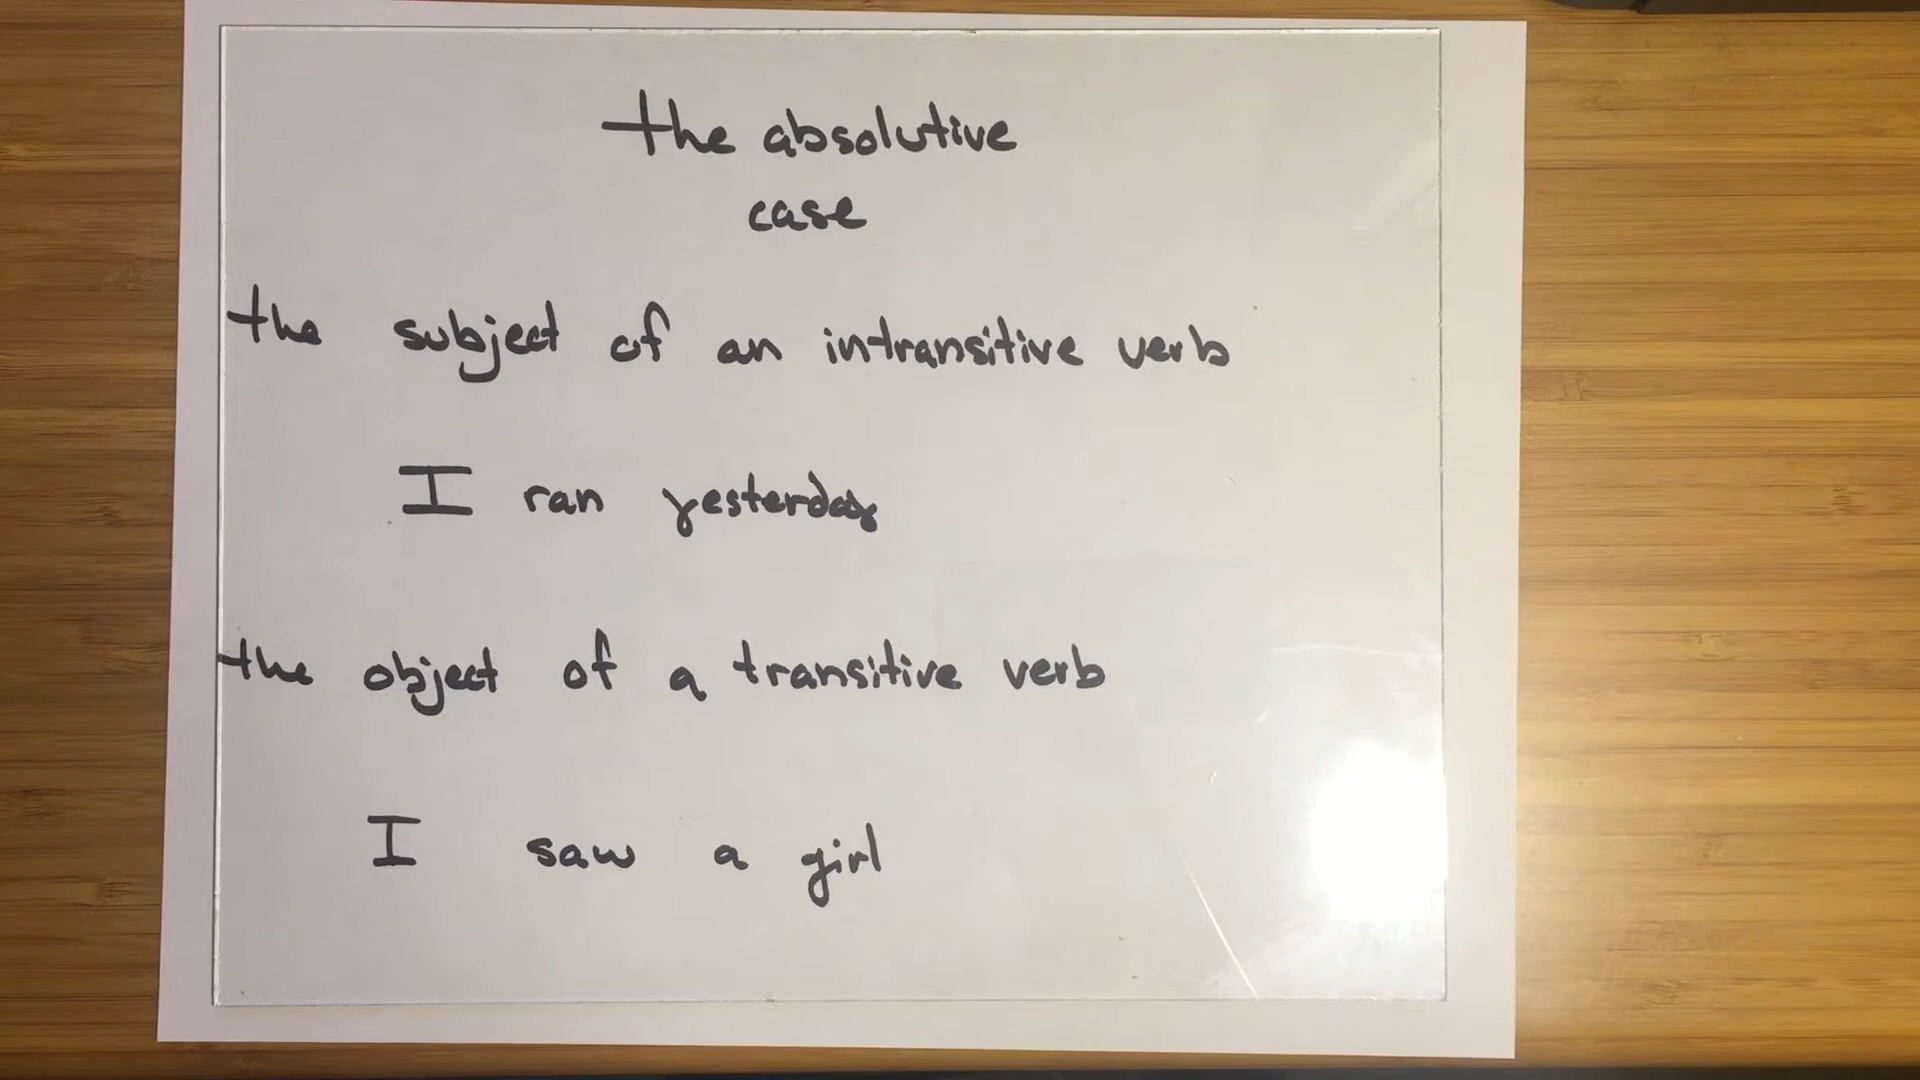 the absolutive
case
the subject of an intransitive verb
I ran yesterday
the object of a transitive verb
I saw a girl